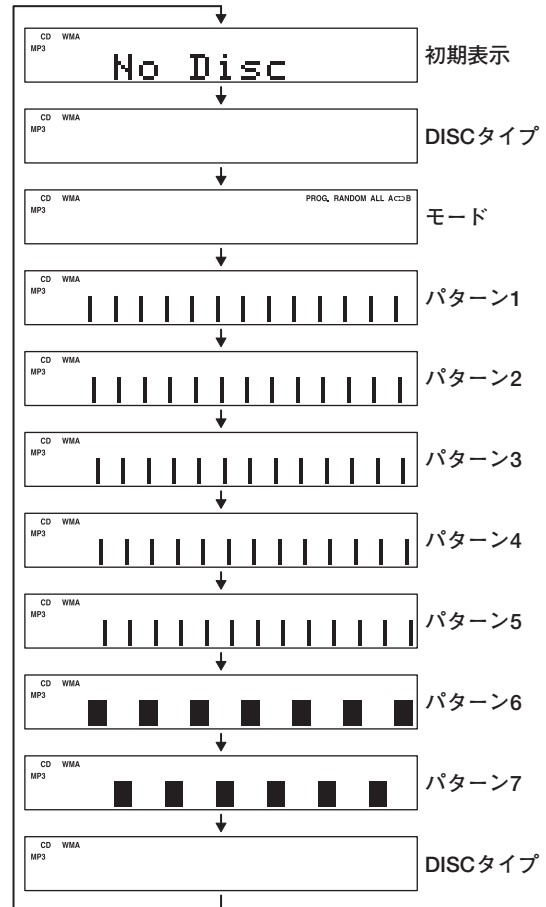 CD WMA
MP3
No Disc
初期表示
CD WMA
MP3
DISCタイプ
CD WMA PROG. RANDOM ALL A⊂⊃B
MP3
モード
CD WMA
MP3
パターン1
CD WMA
MP3
パターン2
CD WMA
MP3
パターン3
CD WMA
MP3
パターン4
CD WMA
MP3
パターン5
CD WMA
MP3
パターン6
CD WMA
MP3
パターン7
CD WMA
MP3
DISCタイプ